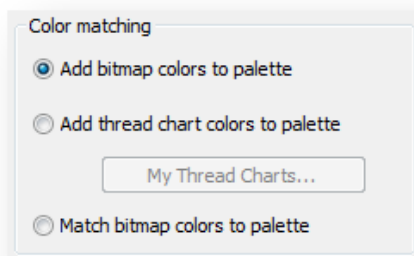 Color matching
Add bitmap colors to palette
Add thread chart colors to palette
My Thread Charts...
Match bitmap colors to palette